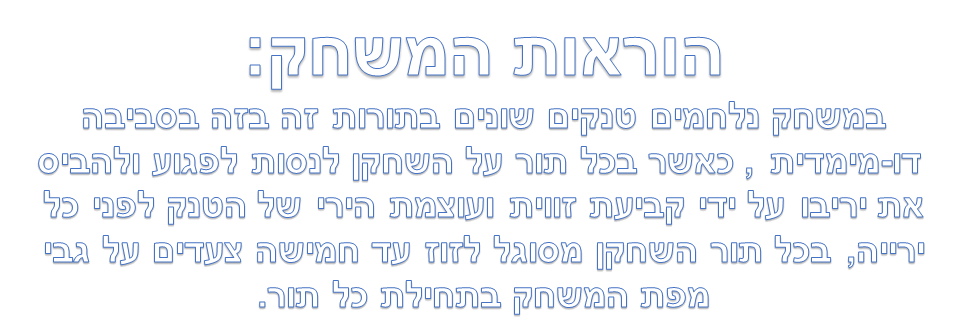 הוראות המשחק:
במשחק נלחמים טנקים שונים בתורות זה בזה בסביבה
דו-מימדית , כאשר בכל תור על השחקן לנסות לפגוע ולהביס
את יריבו על ידי קביעת זווית ועוצמת הירי של הטנק לפני כל
ירייה, בכל תור השחקן מסוגל לזוז עד חמישה צעדים על גבי
מפת המשחק בתחילת כל תור.